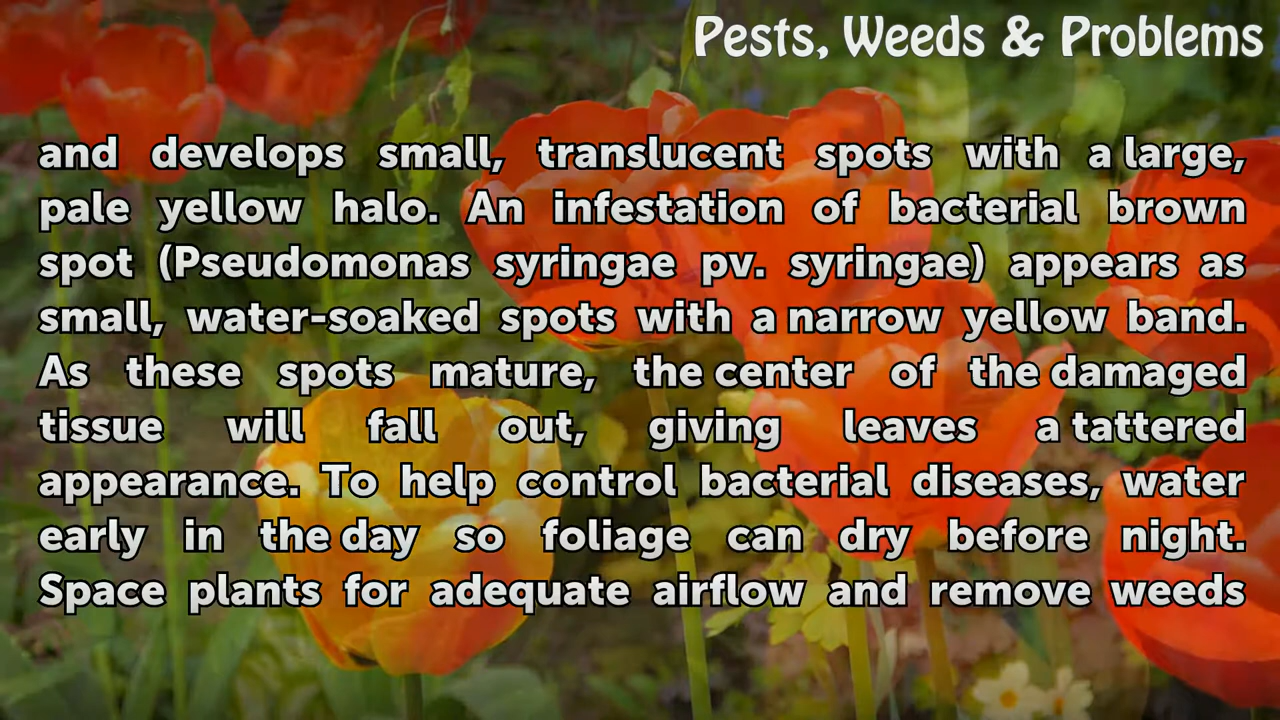 Pests, Weeds & Problems
and develops small, translucent spots with a large,
pale yellow halo. An infestation of bacterial brown
spot (Pseudomonas syringae pv. syringae) appears as
small, water-soaked spots with a narrow yellow band.
As these spots mature, the center of the damaged
tissue will fall out, giving leaves a tattered
appearance. To help control bacterial diseases, water
early in the day so foliage can dry before night.
Space plants for adequate airflow and remove weeds